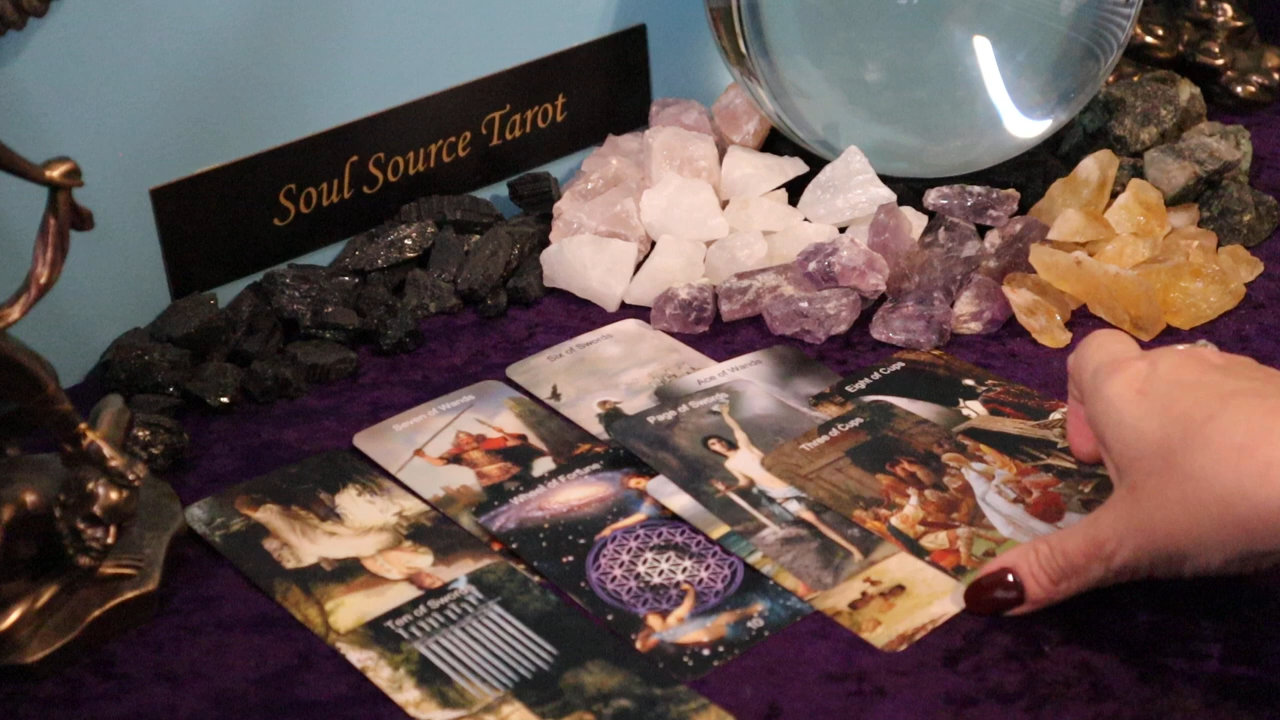 Soul Source Tarot
Six of Swords
Ace of Wands
Eight of Cups
Seven of Wands
Page of Swords
Three of Cups
Wheel of Fortune
Ten of Swords
10